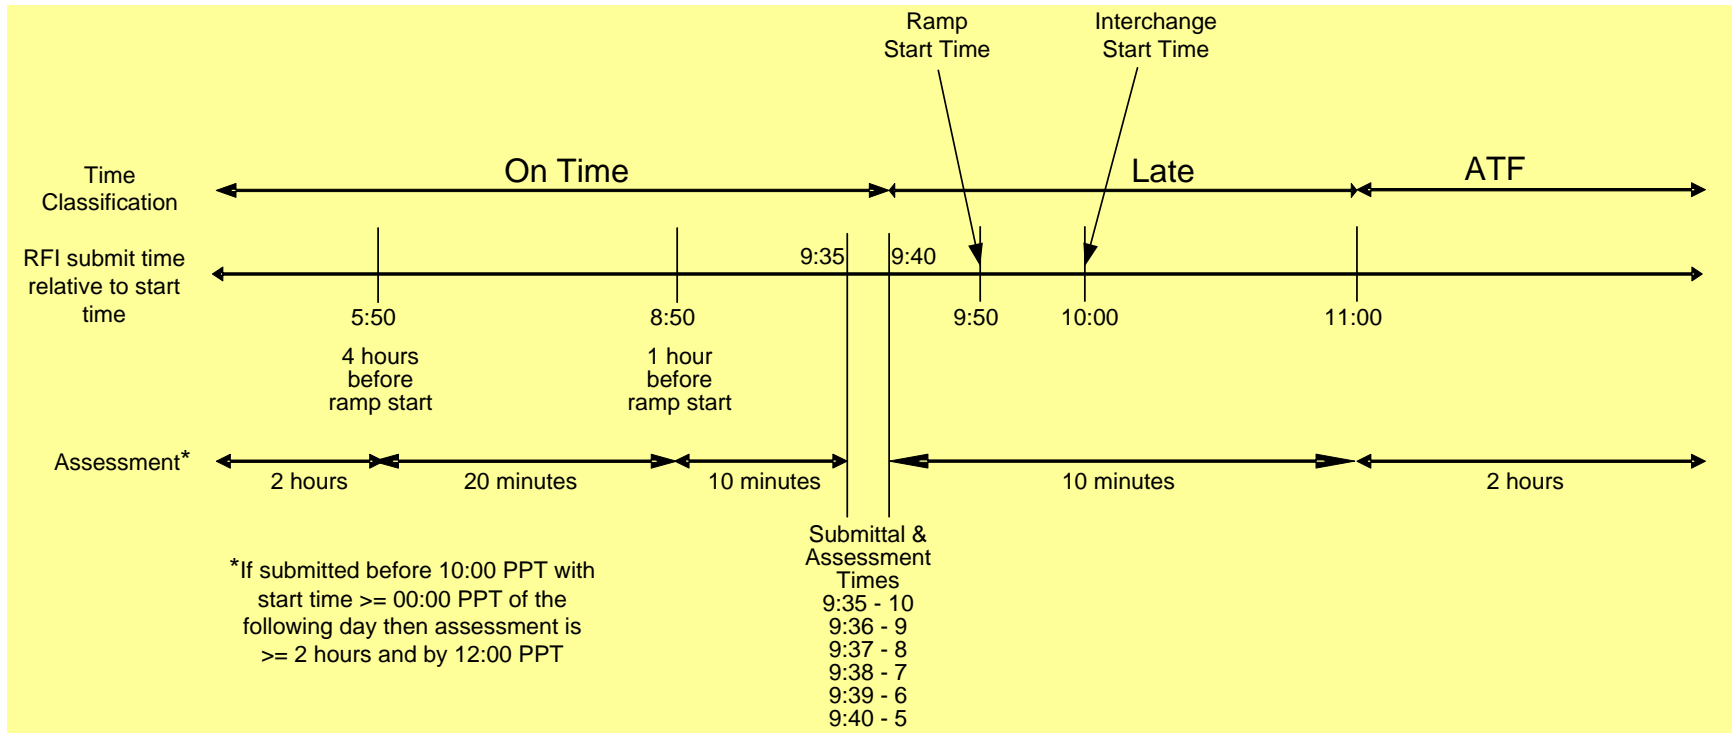 Ramp
Start Time
Interchange
Start Time
Time
Classification
On Time
Late
ATF
RFI submit time
relative to start
time
9:35
9:40
5:50
8:50
9:50
10:00
11:00
4 hours
before
ramp start
1 hour
before
ramp start
Assessment*
2 hours
20 minutes
10 minutes
10 minutes
2 hours
*If submitted before 10:00 PPT with
start time >= 00:00 PPT of the
following day then assessment is
>= 2 hours and by 12:00 PPT
Submittal &
Assessment
Times
9:35 - 10
9:36 - 9
9:37 - 8
9:38 - 7
9:39 - 6
9:40 - 5